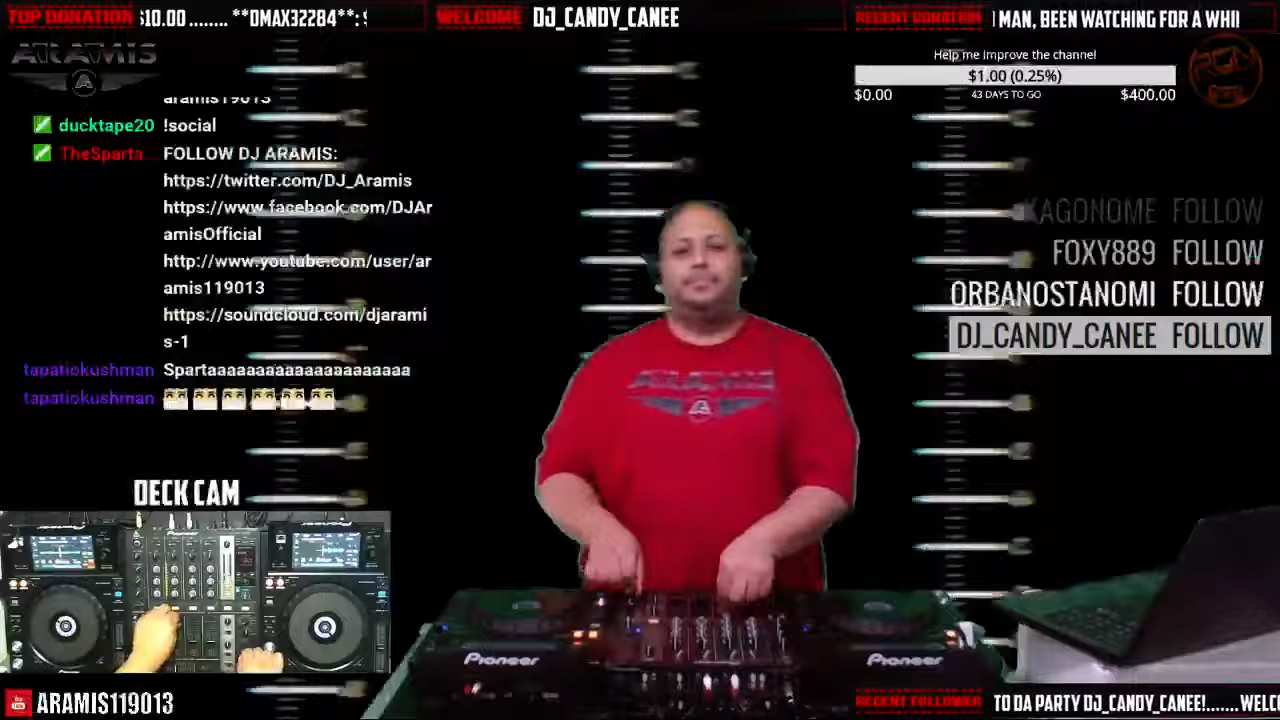 TOP DONATION $10.00 ........ **DMAX32284**: $
WELCOME DJ_CANDY_CANEE
RECENT DONATION MAN, BEEN WATCHING FOR A WHI
ARAMIS
A
Help me improve the channel
$1.00 (0.25%)
$0.00 43 DAYS TO GO $400.00
aramis119013
ducktape20 !social
TheSparta... FOLLOW DJ ARAMIS:
https://twitter.com/DJ_Aramis
https://www.facebook.com/DJAr
amisOfficial
http://www.youtube.com/user/ar
amis119013
https://soundcloud.com/djarami
s-1
tapatiokushman Spartaaaaaaaaaaaaaaaaaaaaa
tapatiokushman
KAGONOME FOLLOW
FOXY889 FOLLOW
ORBANOSTANOMI FOLLOW
DJ_CANDY_CANEE FOLLOW
ARAMIS
A
DECK CAM
Pioneer
Pioneer
ARAMIS119013
RECENT FOLLOWER TO DA PARTY DJ_CANDY_CANEE!.......WELC